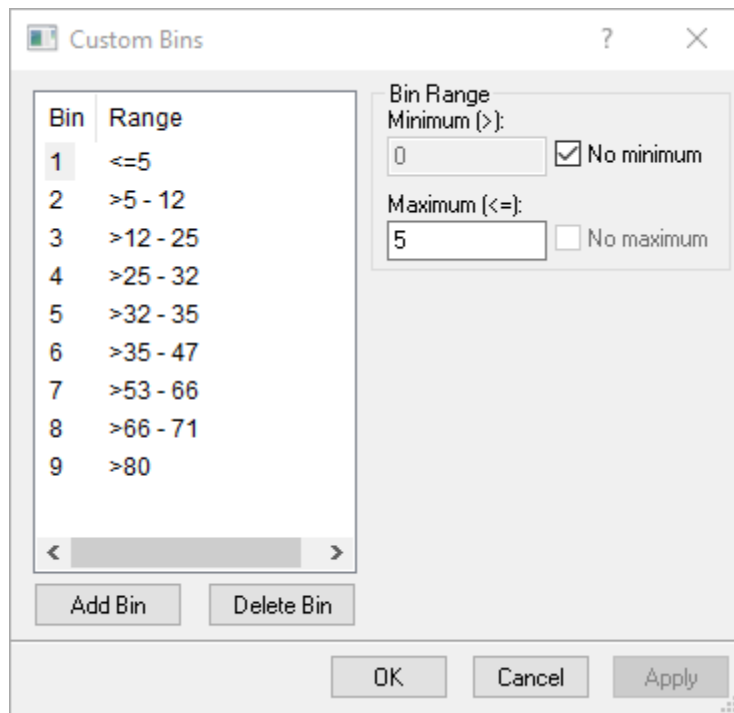 Custom Bins
?
Bin Range
1 <=5
2 >5 - 12
3 >12 - 25
4 >25 - 32
5 >32 - 35
6 >35 - 47
7 >53 - 66
8 >66 - 71
9 >80
Add Bin Delete Bin
Bin Range
Minimum (>):
0 No minimum
Maximum (<=):
5 No maximum
OK Cancel Apply